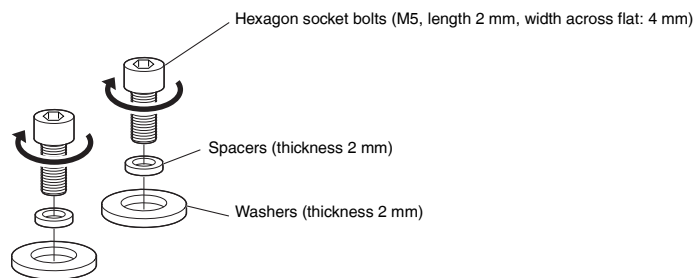 Hexagon socket bolts (M5, length 2 mm, width across flat: 4 mm)
Spacers (thickness 2 mm)
Washers (thickness 2 mm)